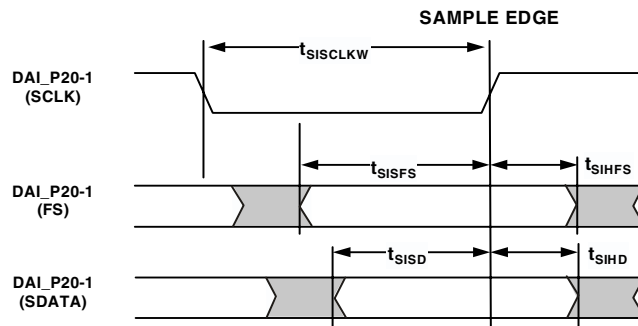 SAMPLE EDGE
tSISCLKW
DAI_P20-1
(SCLK)
tSISFS
tSIHFS
DAI_P20-1
(FS)
tSISD
tSIHD
DAI_P20-1
(SDATA)